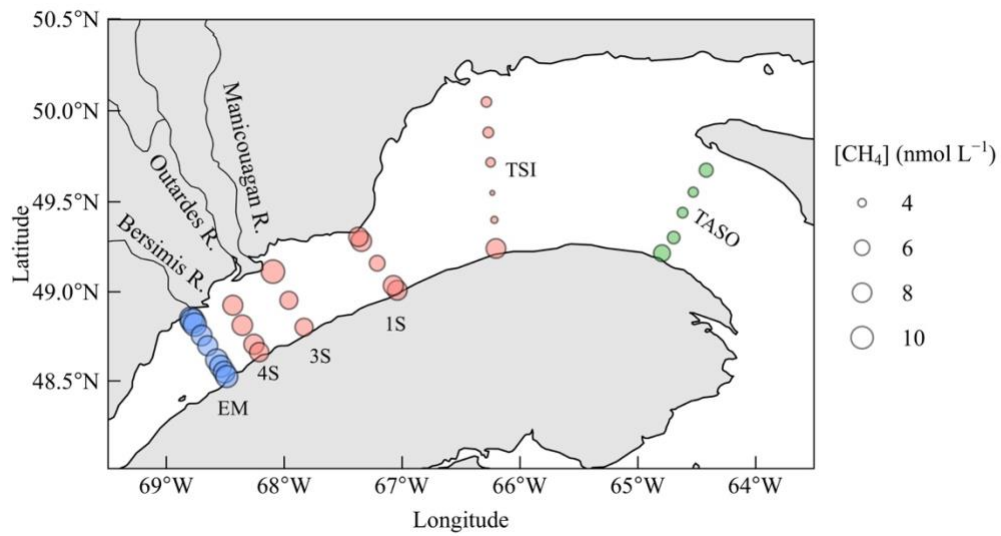 50.5°N
50.0°N
49.5°N
49.0°N
48.5°N
Latitude
Manicouagan R.
Outardes R.
Bersimis R.
TSI
TASO
1S
3S
4S
EM
69°W 68°W 67°W 66°W 65°W 64°W
Longitude
[CH₄] (nmol L⁻¹)
4
6
8
10